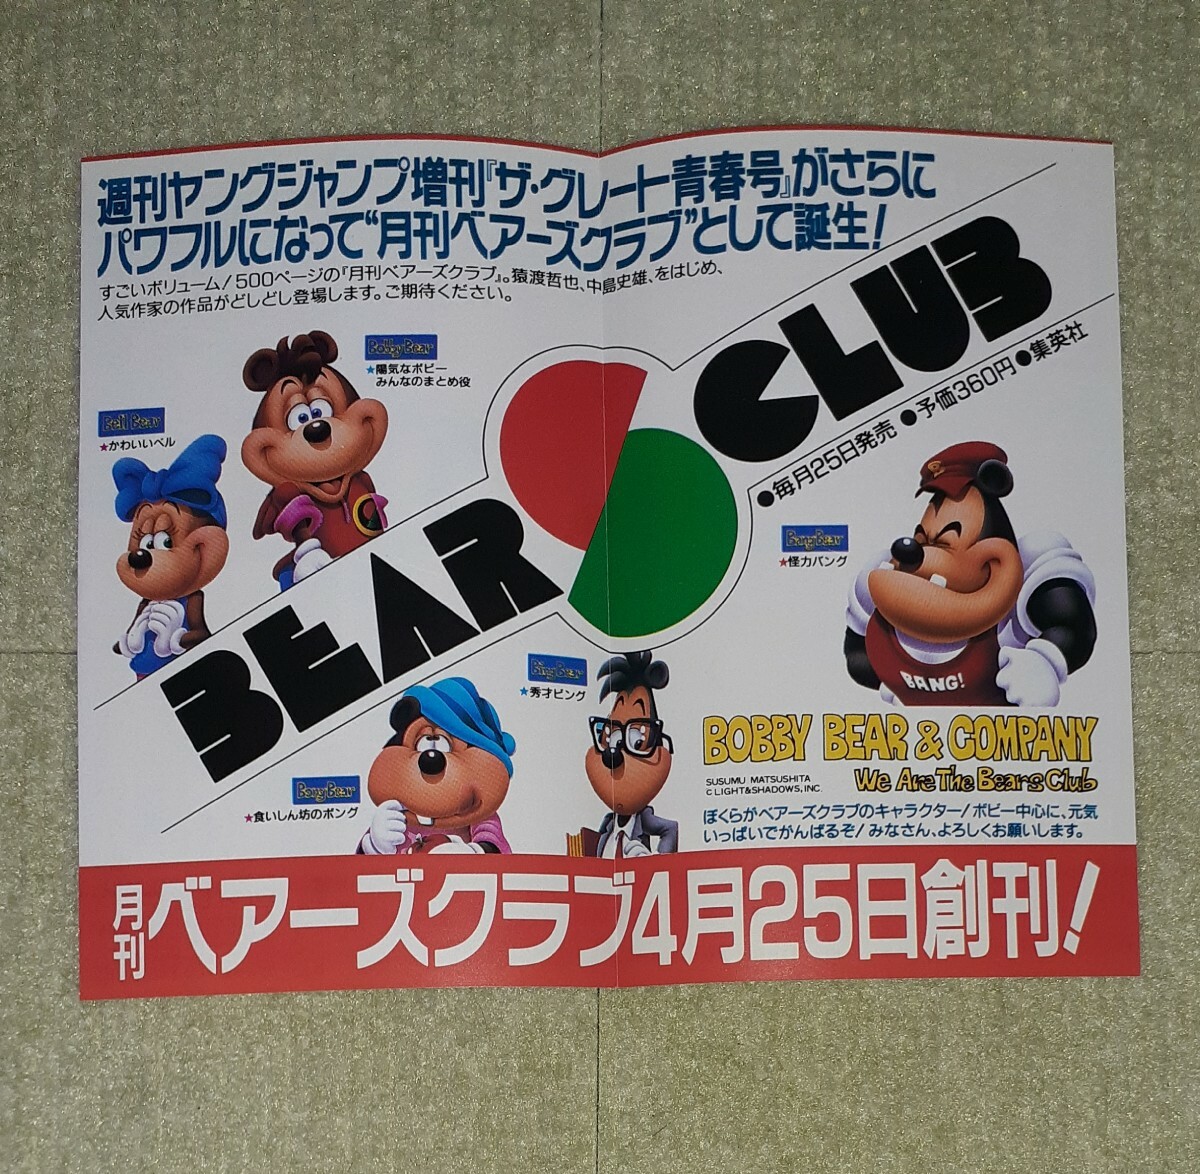 週刊ヤングジャンプ増刊『ザ・グレート青春号』がさらに
パワフルになって“月刊ベアーズクラブ”として誕生!
すごいボリューム!500ページの『月刊ベアーズクラブ』。猿渡哲也、中島史雄、をはじめ、
人気作家の作品がどしどし登場します。ご期待ください。
BEAR CLUB
●毎月25日発売 ●予価360円 ●集英社
Bobby Bear
★陽気なボビー
みんなのまとめ役
Bell Bear
★かわいいベル
Bang Bear
★怪力バング
BANG!
Bing Bear
★秀才ビング
Bong Bear
★食いしん坊のボング
BOBBY BEAR & COMPANY
We Are The Bears Club
SUSUMU MATSUSHITA
© LIGHT&SHADOWS, INC.
ぼくらがベアーズクラブのキャラクター!ボビー中心に、元気
いっぱいでがんばるぞ!みなさん、よろしくお願いします。
月刊ベアーズクラブ4月25日創刊!